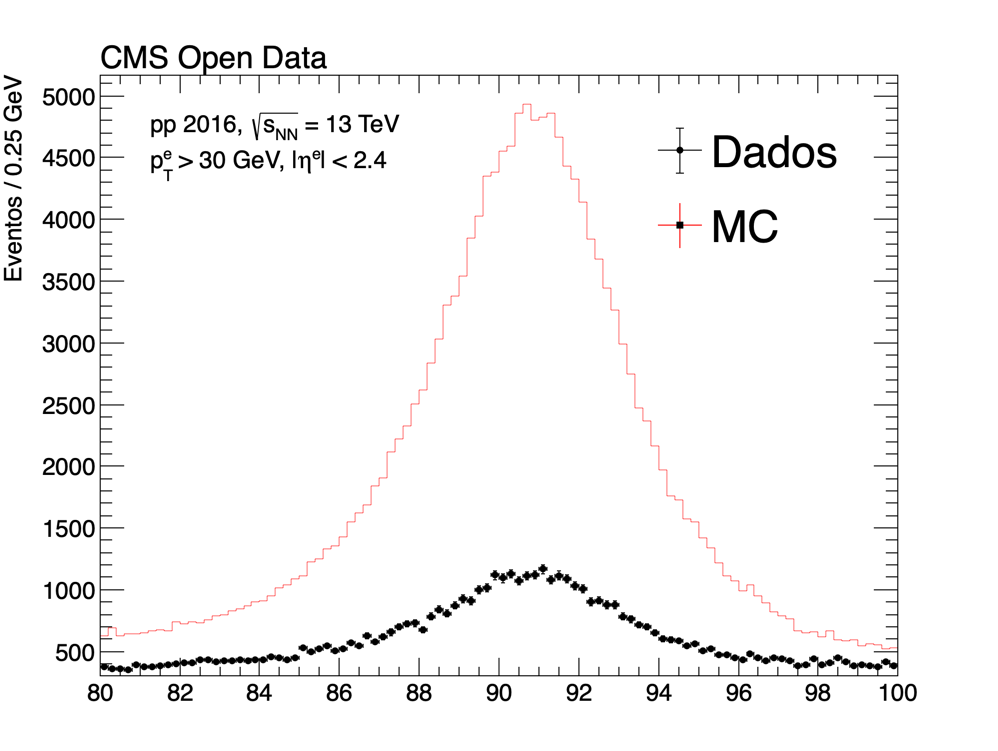 CMS Open Data
Eventos / 0.25 GeV
pp 2016, √s_NN = 13 TeV
p_T^e > 30 GeV, |η^e| < 2.4
Dados
MC
5000
4500
4000
3500
3000
2500
2000
1500
1000
500
80 82 84 86 88 90 92 94 96 98 100